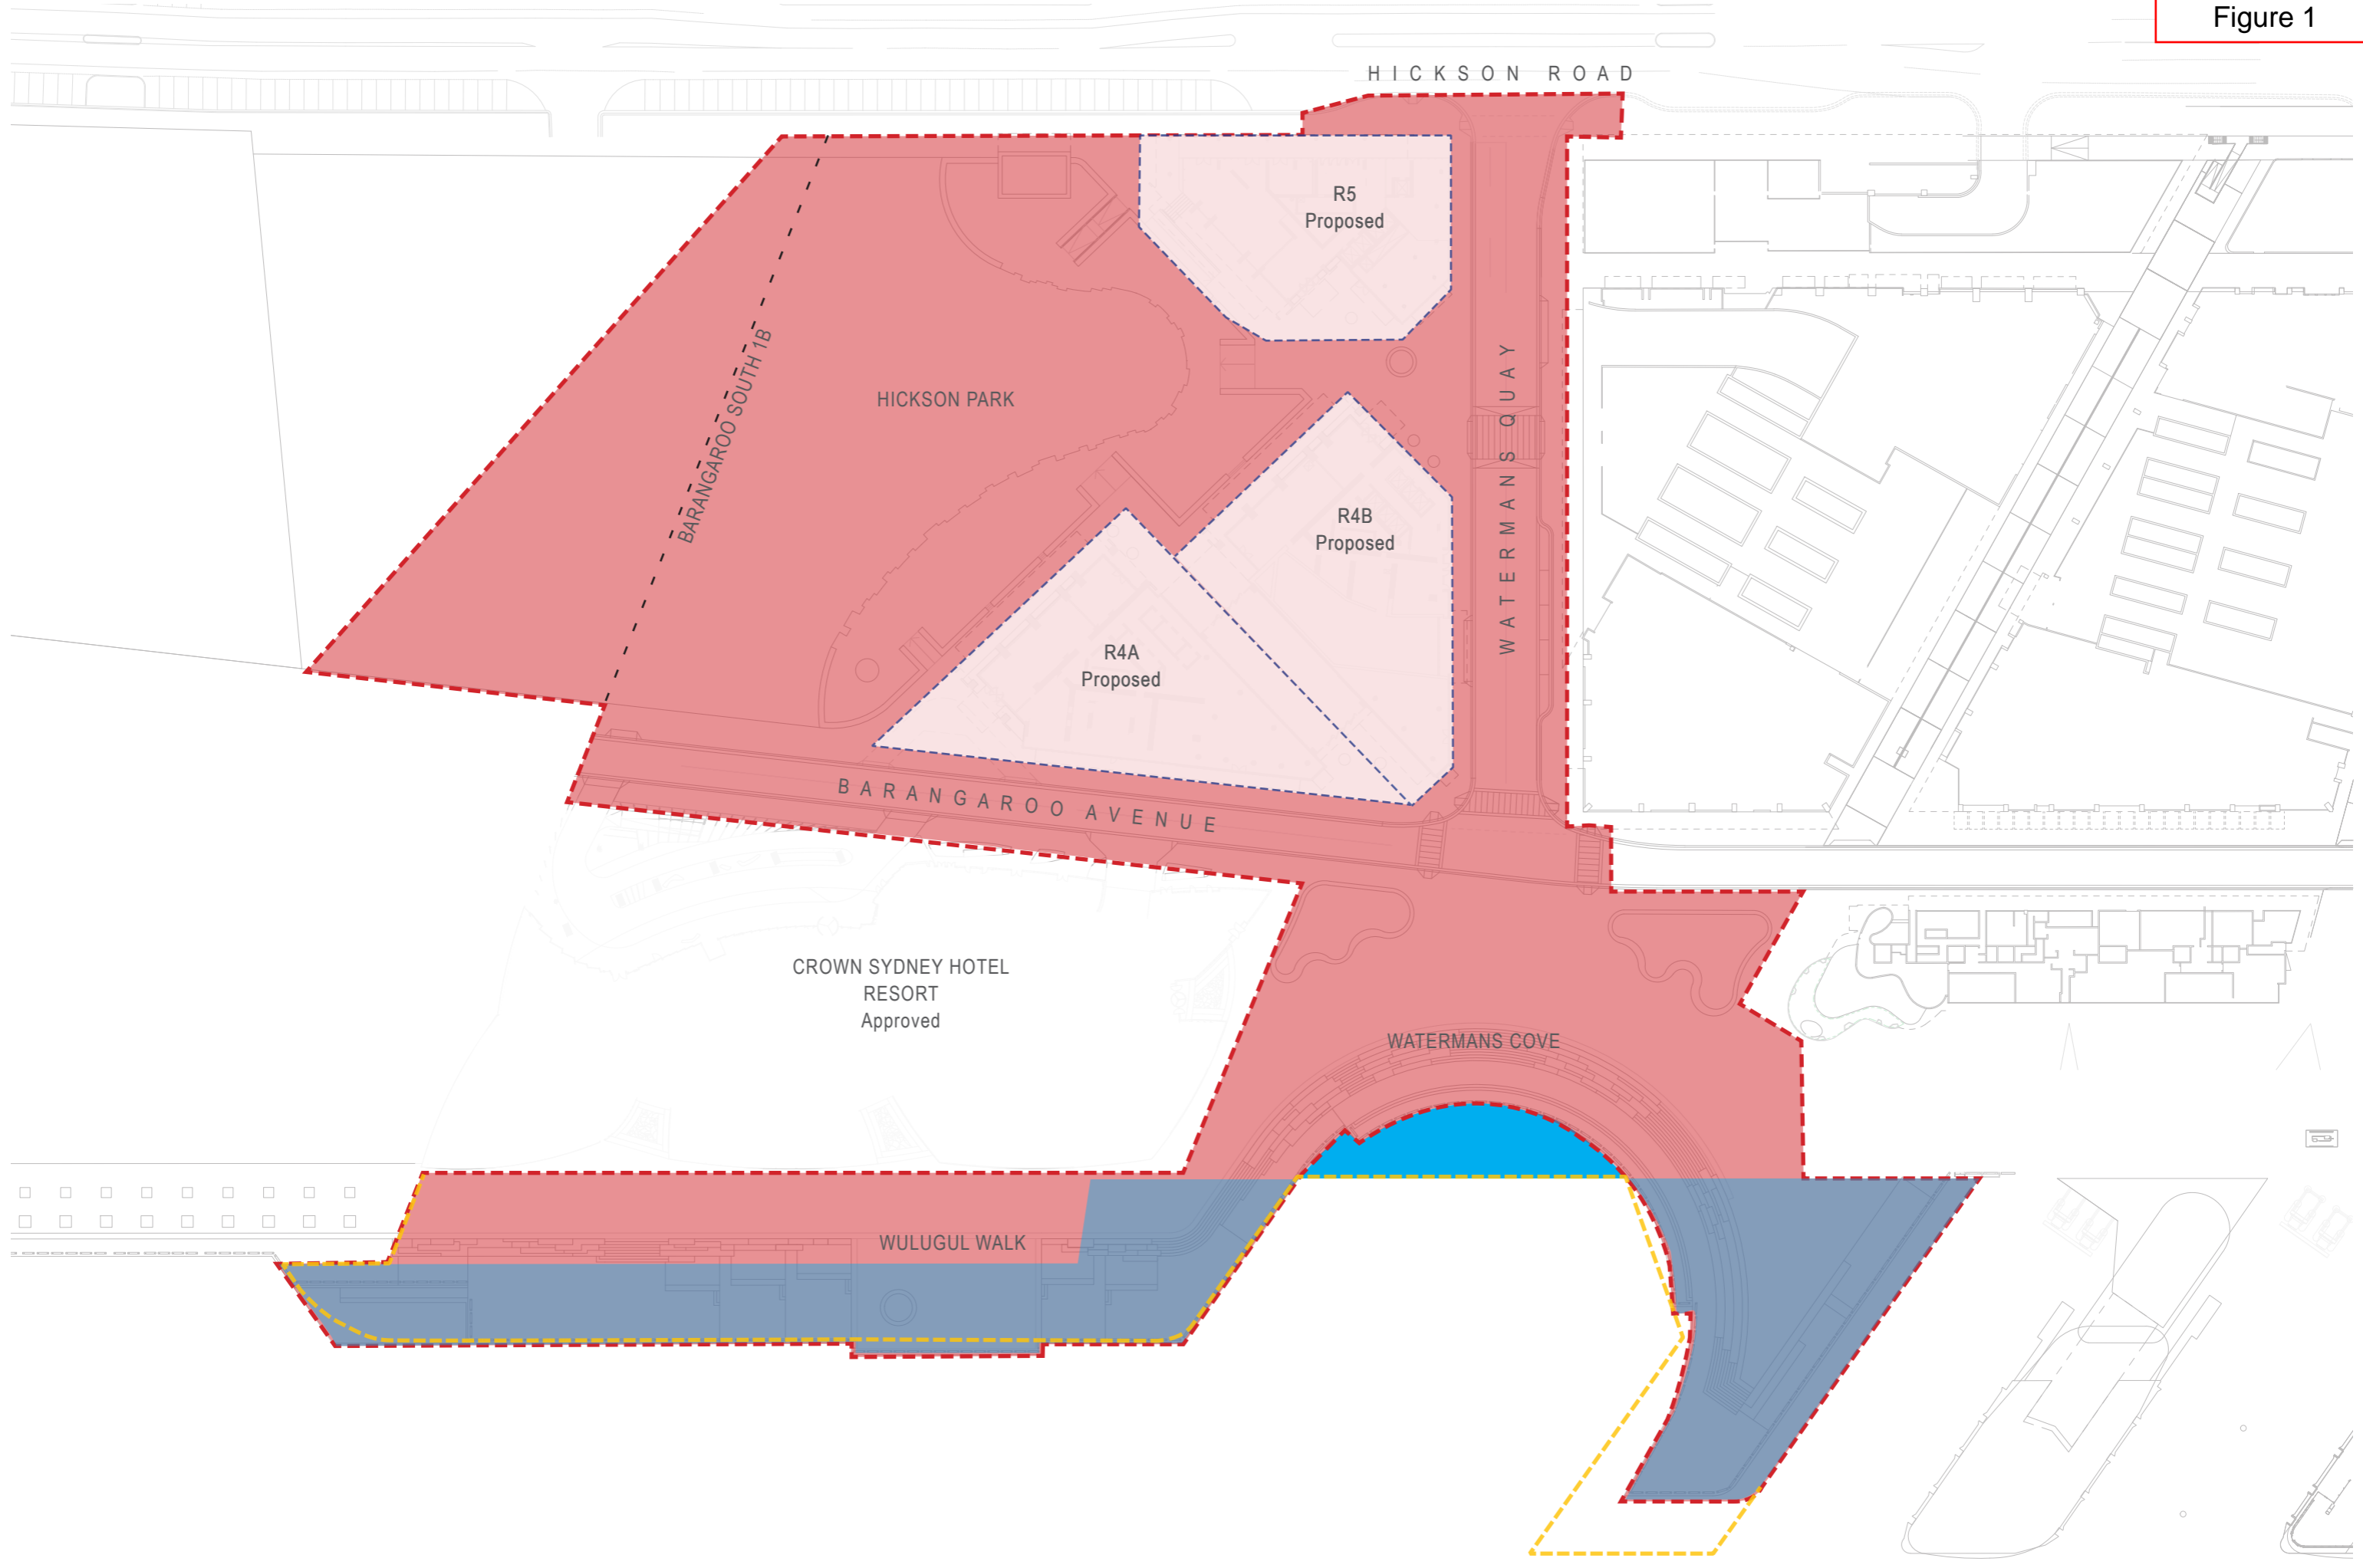 Figure 1
HICKSON ROAD
R5
Proposed
BARANGAROO SOUTH 1B
HICKSON PARK
WATERMANS QUAY
R4B
Proposed
R4A
Proposed
BARANGAROO AVENUE
CROWN SYDNEY HOTEL
RESORT
Approved
WATERMANS COVE
WULUGUL WALK